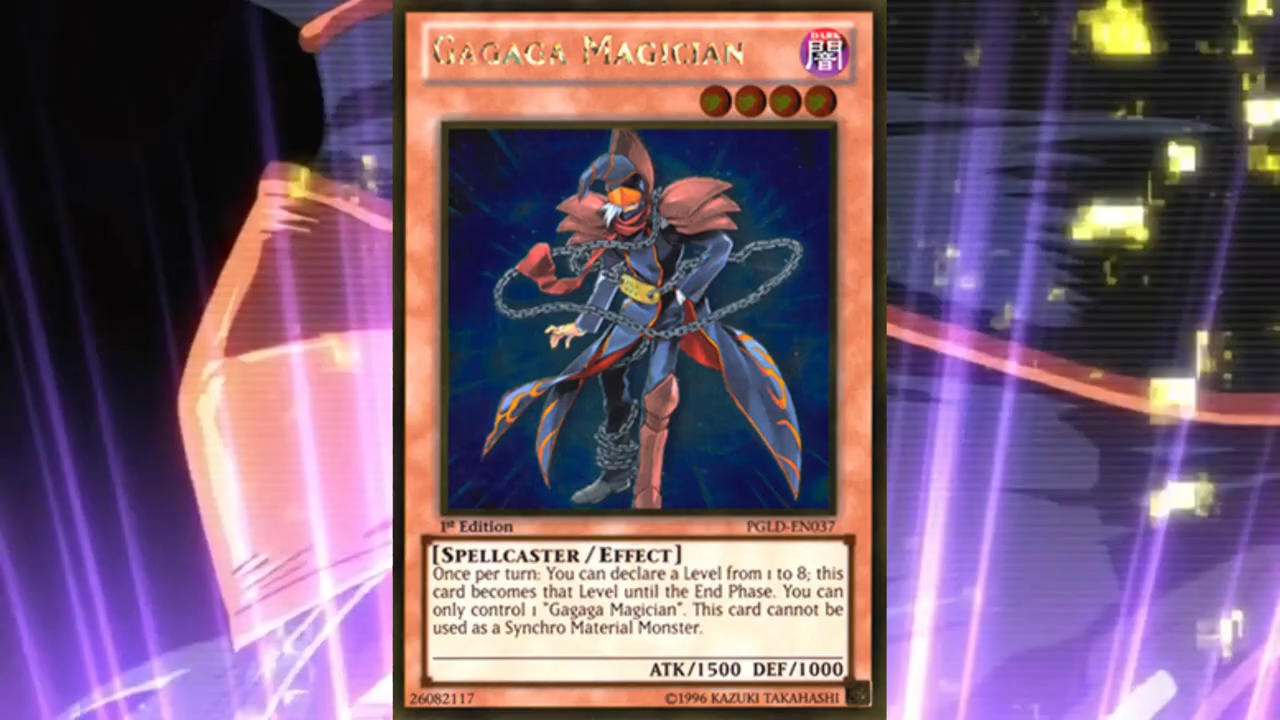 GAGAGA MAGICIAN
DARK
闇
1st Edition
PGLD-EN037
[SPELLCASTER/EFFECT]
Once per turn: You can declare a Level from 1 to 8; this
card becomes that Level until the End Phase. You can
only control 1 "Gagaga Magician". This card cannot be
used as a Synchro Material Monster.
ATK/1500 DEF/1000
26082117
©1996 KAZUKI TAKAHASHI